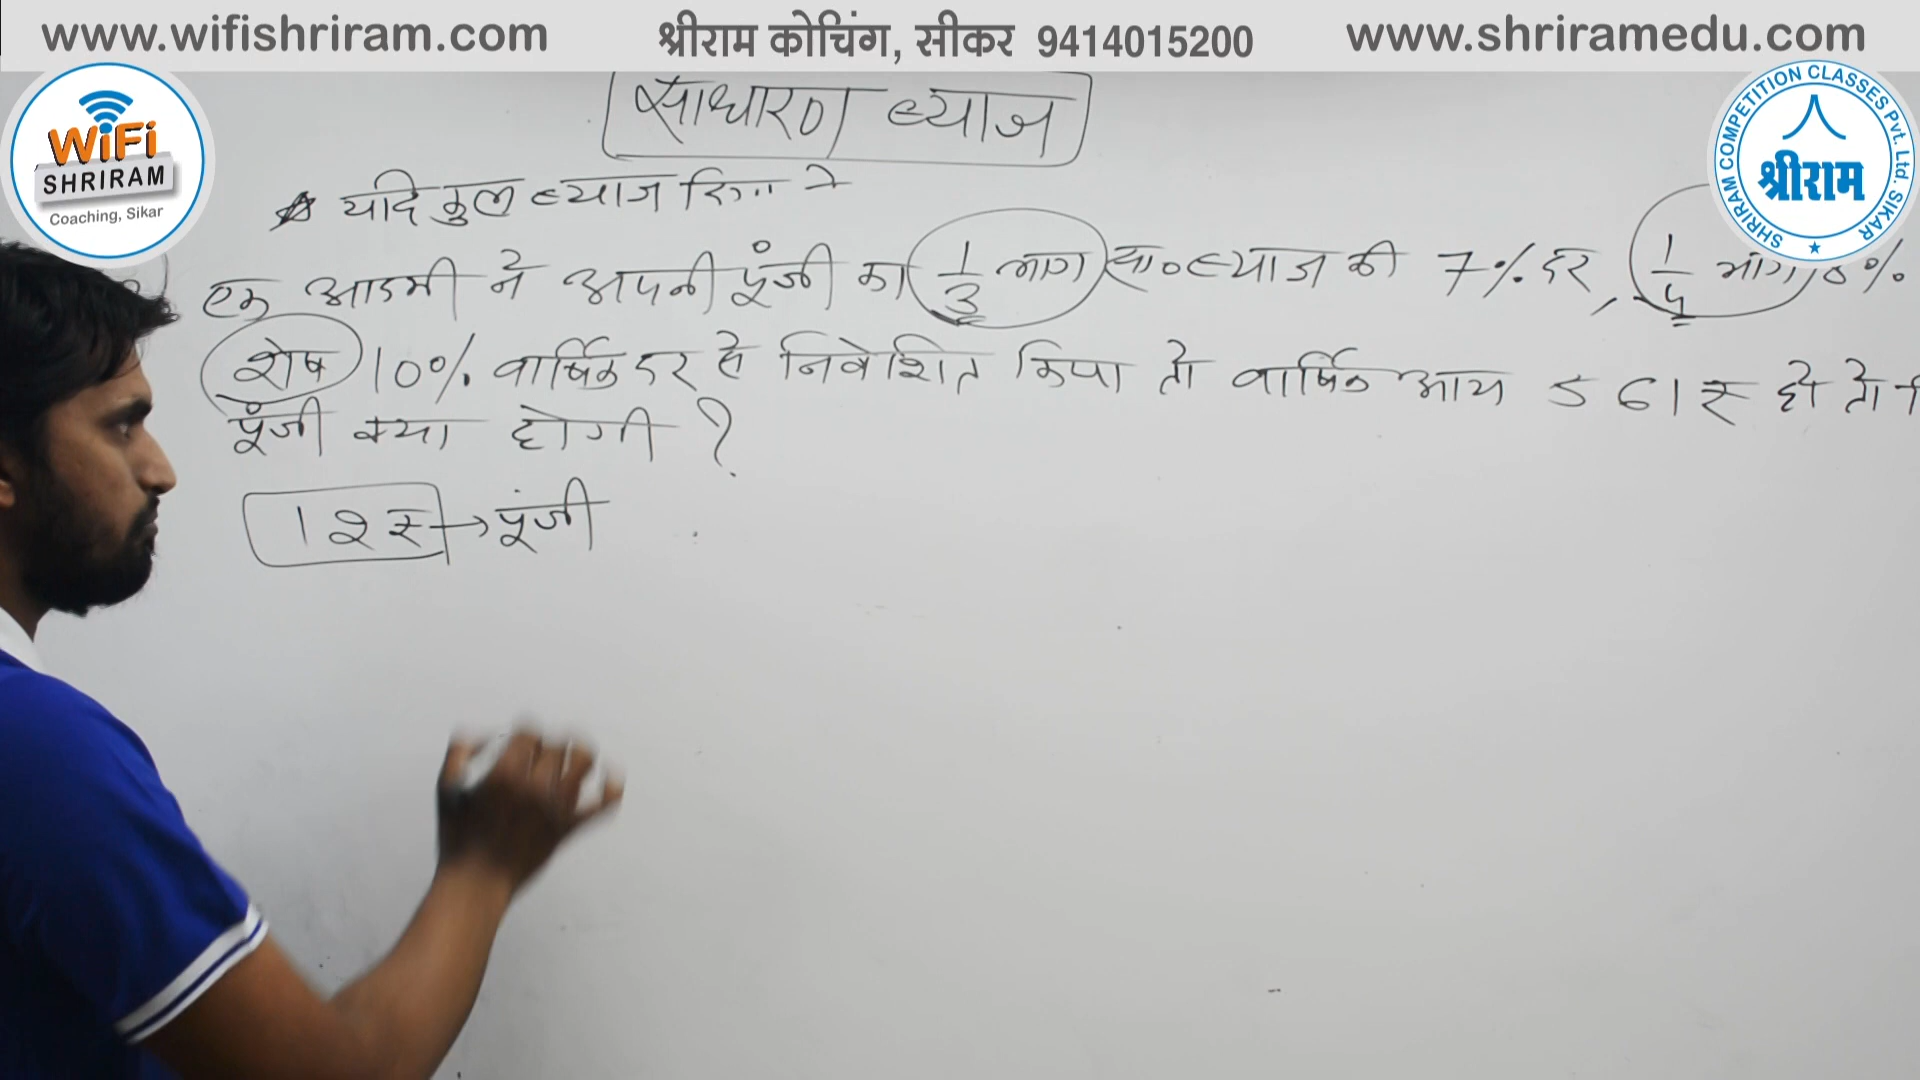 www.wifishriram.com श्रीराम कोचिंग, सीकर 9414015200 www.shriramedu.com
WiFi
SHRIRAM
Coaching, Sikar
SHRIRAM COMPETITION CLASSES Pvt. Ltd. SIKAR
श्रीराम
साधारण ब्याज
यदि कुल ब्याज
एक आदमी ने अपनी पूंजी का 1/3 भाग सा० ब्याज की 7% दर, 1/4 भाग 8%
शेष 10% वार्षिक दर से निवेशित किया तो वार्षिक आय 561 ₹ हो तो
पूंजी क्या होगी ?
12 ₹ → पूंजी